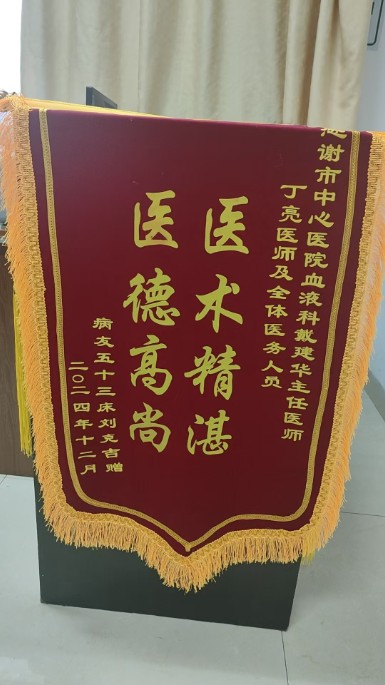 感谢市中心医院血液科戴建华主任医师
丁亮医师及全体医务人员
医术精湛
医德高尚
病友五十三床刘克吉赠
二〇二四年十二月